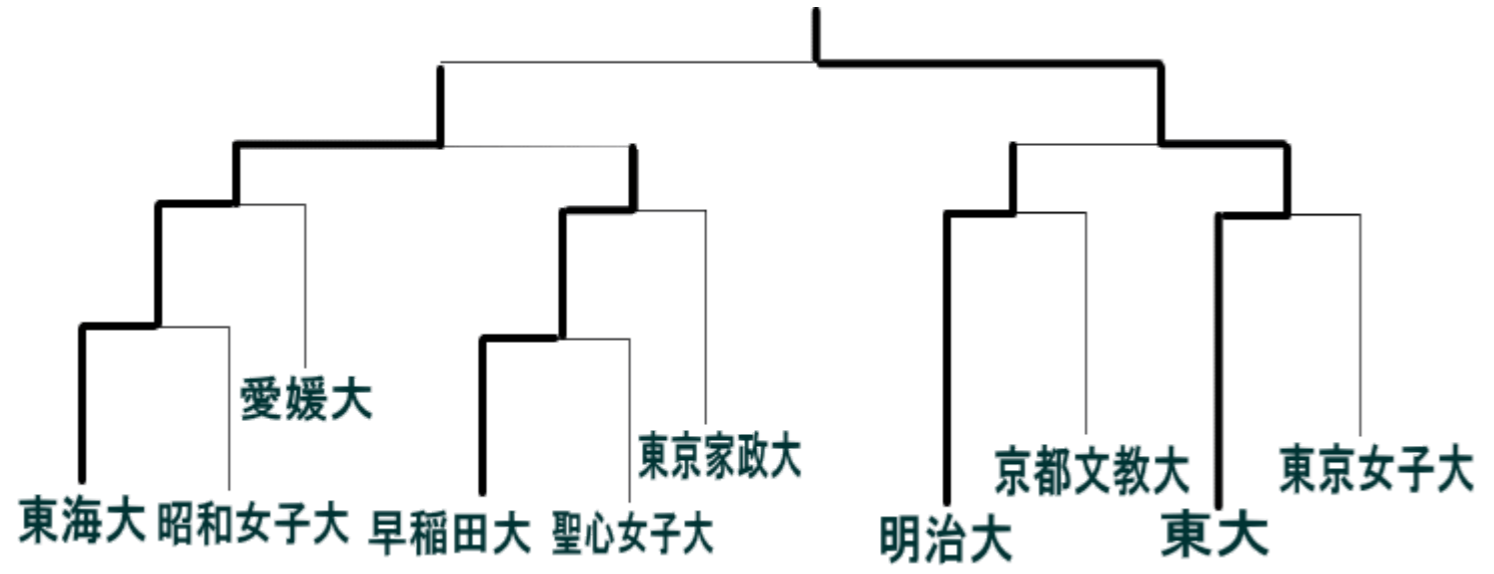 東海大
昭和女子大
愛媛大
早稲田大
聖心女子大
東京家政大
明治大
京都文教大
東大
東京女子大